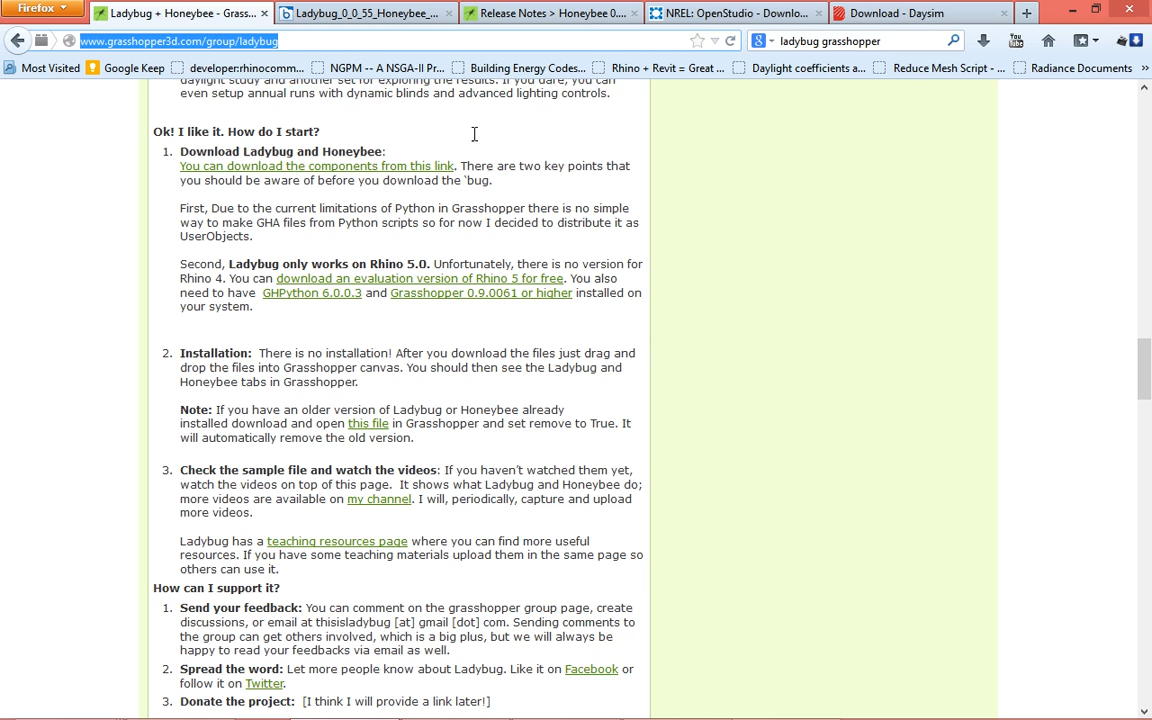 Firefox
Ladybug + Honeybee - Grass... ×
Ladybug_0_0_55_Honeybee_... ×
Release Notes > Honeybee 0.... ×
NREL: OpenStudio - Downlo... ×
Download - Daysim ×
www.grasshopper3d.com/group/ladybug
ladybug grasshopper
Most Visited
Google Keep
developer:rhinocomm...
NGPM -- A NSGA-II Pr...
Building Energy Codes...
Rhino + Revit = Great ...
Daylight coefficients a...
Reduce Mesh Script - ...
Radiance Documents
»
daylight study and another set for exploring the results. If you dare, you can
even setup annual runs with dynamic blinds and advanced lighting controls.
Ok! I like it. How do I start?
1. Download Ladybug and Honeybee:
You can download the components from this link. There are two key points that
you should be aware of before you download the 'bug.
First, Due to the current limitations of Python in Grasshopper there is no simple
way to make GHA files from Python scripts so for now I decided to distribute it as
UserObjects.
Second, Ladybug only works on Rhino 5.0. Unfortunately, there is no version for
Rhino 4. You can download an evaluation version of Rhino 5 for free. You also
need to have GHPython 6.0.0.3 and Grasshopper 0.9.0061 or higher installed on
your system.
2. Installation: There is no installation! After you download the files just drag and
drop the files into Grasshopper canvas. You should then see the Ladybug and
Honeybee tabs in Grasshopper.
Note: If you have an older version of Ladybug or Honeybee already
installed download and open this file in Grasshopper and set remove to True. It
will automatically remove the old version.
3. Check the sample file and watch the videos: If you haven't watched them yet,
watch the videos on top of this page. It shows what Ladybug and Honeybee do;
more videos are available on my channel. I will, periodically, capture and upload
more videos.
Ladybug has a teaching resources page where you can find more useful
resources. If you have some teaching materials upload them in the same page so
others can use it.
How can I support it?
1. Send your feedback: You can comment on the grasshopper group page, create
discussions, or email at thisisladybug [at] gmail [dot] com. Sending comments to
the group can get others involved, which is a big plus, but we will always be
happy to read your feedbacks via email as well.
2. Spread the word: Let more people know about Ladybug. Like it on Facebook or
follow it on Twitter.
3. Donate the project: [I think I will provide a link later!]